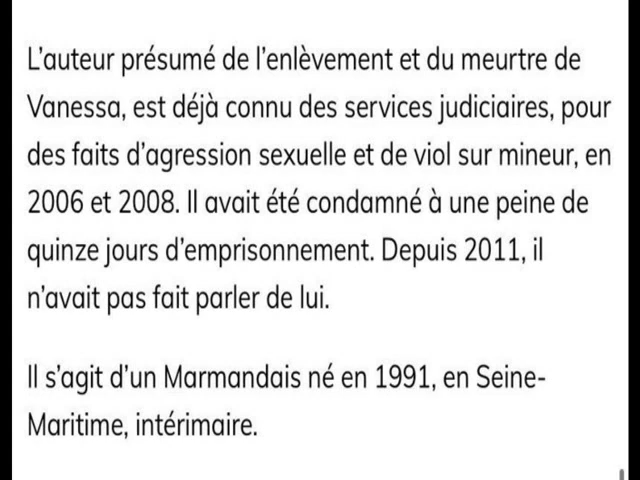 L'auteur présumé de l'enlèvement et du meurtre de
Vanessa, est déjà connu des services judiciaires, pour
des faits d'agression sexuelle et de viol sur mineur, en
2006 et 2008. Il avait été condamné à une peine de
quinze jours d'emprisonnement. Depuis 2011, il
n'avait pas fait parler de lui.
Il s'agit d'un Marmandais né en 1991, en Seine-
Maritime, intérimaire.